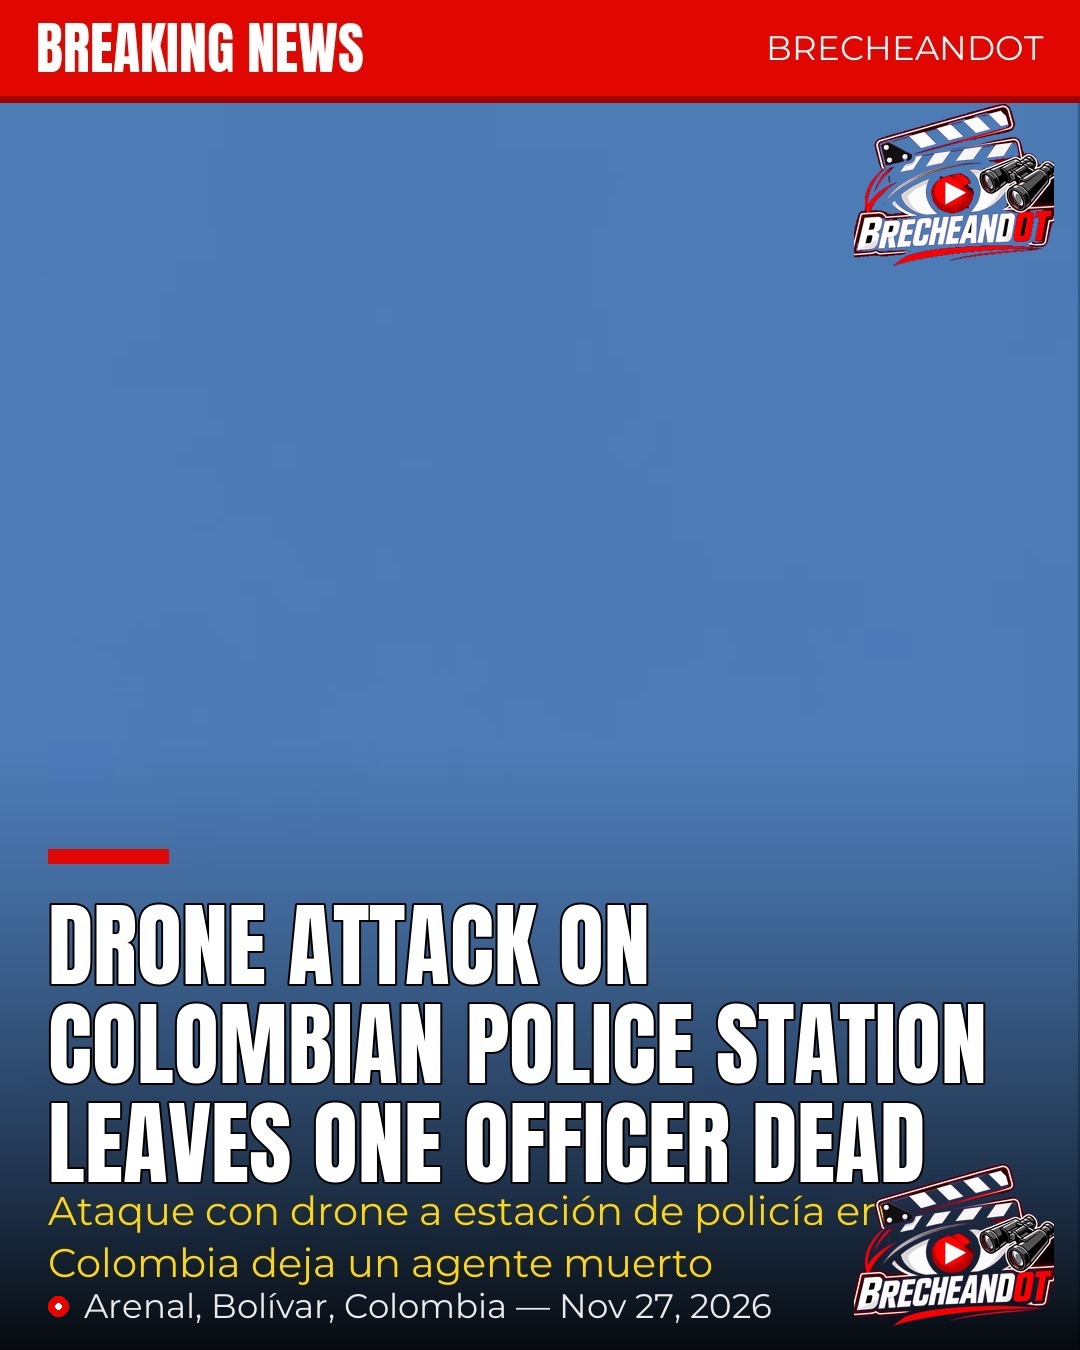 BREAKING NEWS
BRECHEANDOT
BRECHEANDOT
DRONE ATTACK ON
COLOMBIAN POLICE STATION
LEAVES ONE OFFICER DEAD
Ataque con drone a estación de policía en
Colombia deja un agente muerto
Arenal, Bolívar, Colombia — Nov 27, 2026
BRECHEANDOT